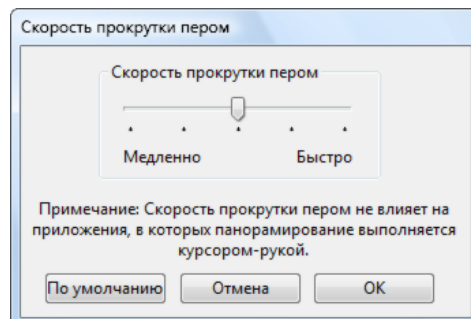 Скорость прокрутки пером
Скорость прокрутки пером
Медленно Быстро
Примечание: Скорость прокрутки пером не влияет на
приложения, в которых панорамирование выполняется
курсором-рукой.
По умолчанию Отмена ОК